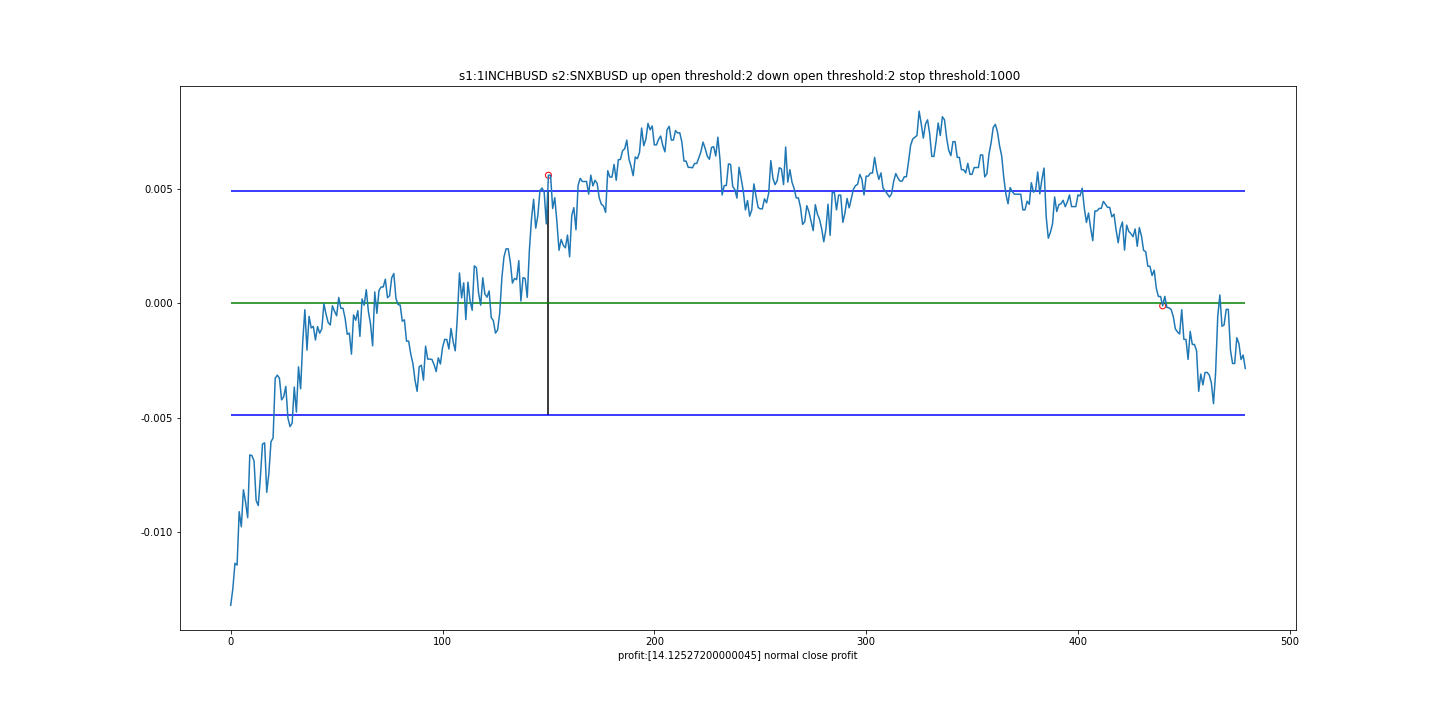 s1:1INCHBUSD s2:SNXBUSD up open threshold:2 down open threshold:2 stop threshold:1000
0.005
0.000
-0.005
-0.010
0 100 200 300 400 500
profit:[14.12527200000045] normal close profit